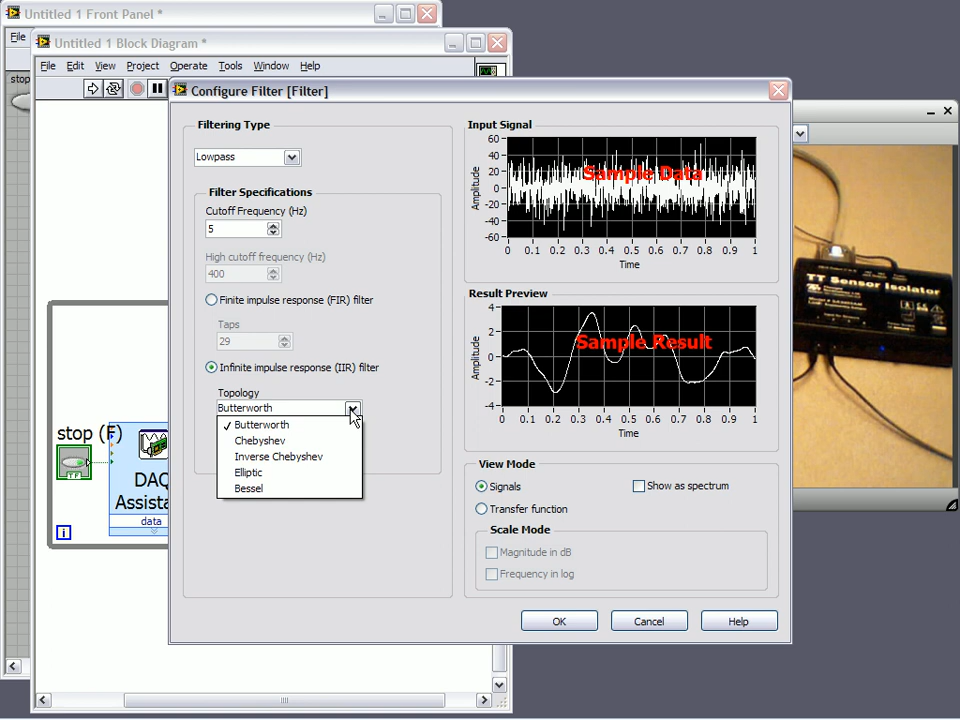 Untitled 1 Front Panel *
File
stop
Untitled 1 Block Diagram *
File Edit View Project Operate Tools Window Help
Configure Filter [Filter]
Filtering Type
Lowpass
Filter Specifications
Cutoff Frequency (Hz)
5
High cutoff frequency (Hz)
400
Finite impulse response (FIR) filter
Taps
29
Infinite impulse response (IIR) filter
Topology
Butterworth
✓ Butterworth
Chebyshev
Inverse Chebyshev
Elliptic
Bessel
Input Signal
Amplitude
60
40
20
0
-20
-40
-60
Sample Data
0 0.1 0.2 0.3 0.4 0.5 0.6 0.7 0.8 0.9 1
Time
Result Preview
Amplitude
4
2
0
-2
-4
Sample Result
0 0.1 0.2 0.3 0.4 0.5 0.6 0.7 0.8 0.9 1
Time
View Mode
Signals
Show as spectrum
Transfer function
Scale Mode
Magnitude in dB
Frequency in log
OK Cancel Help
stop (F)
TF
DAQ
Assista
data
i
TT Sensor Isolator